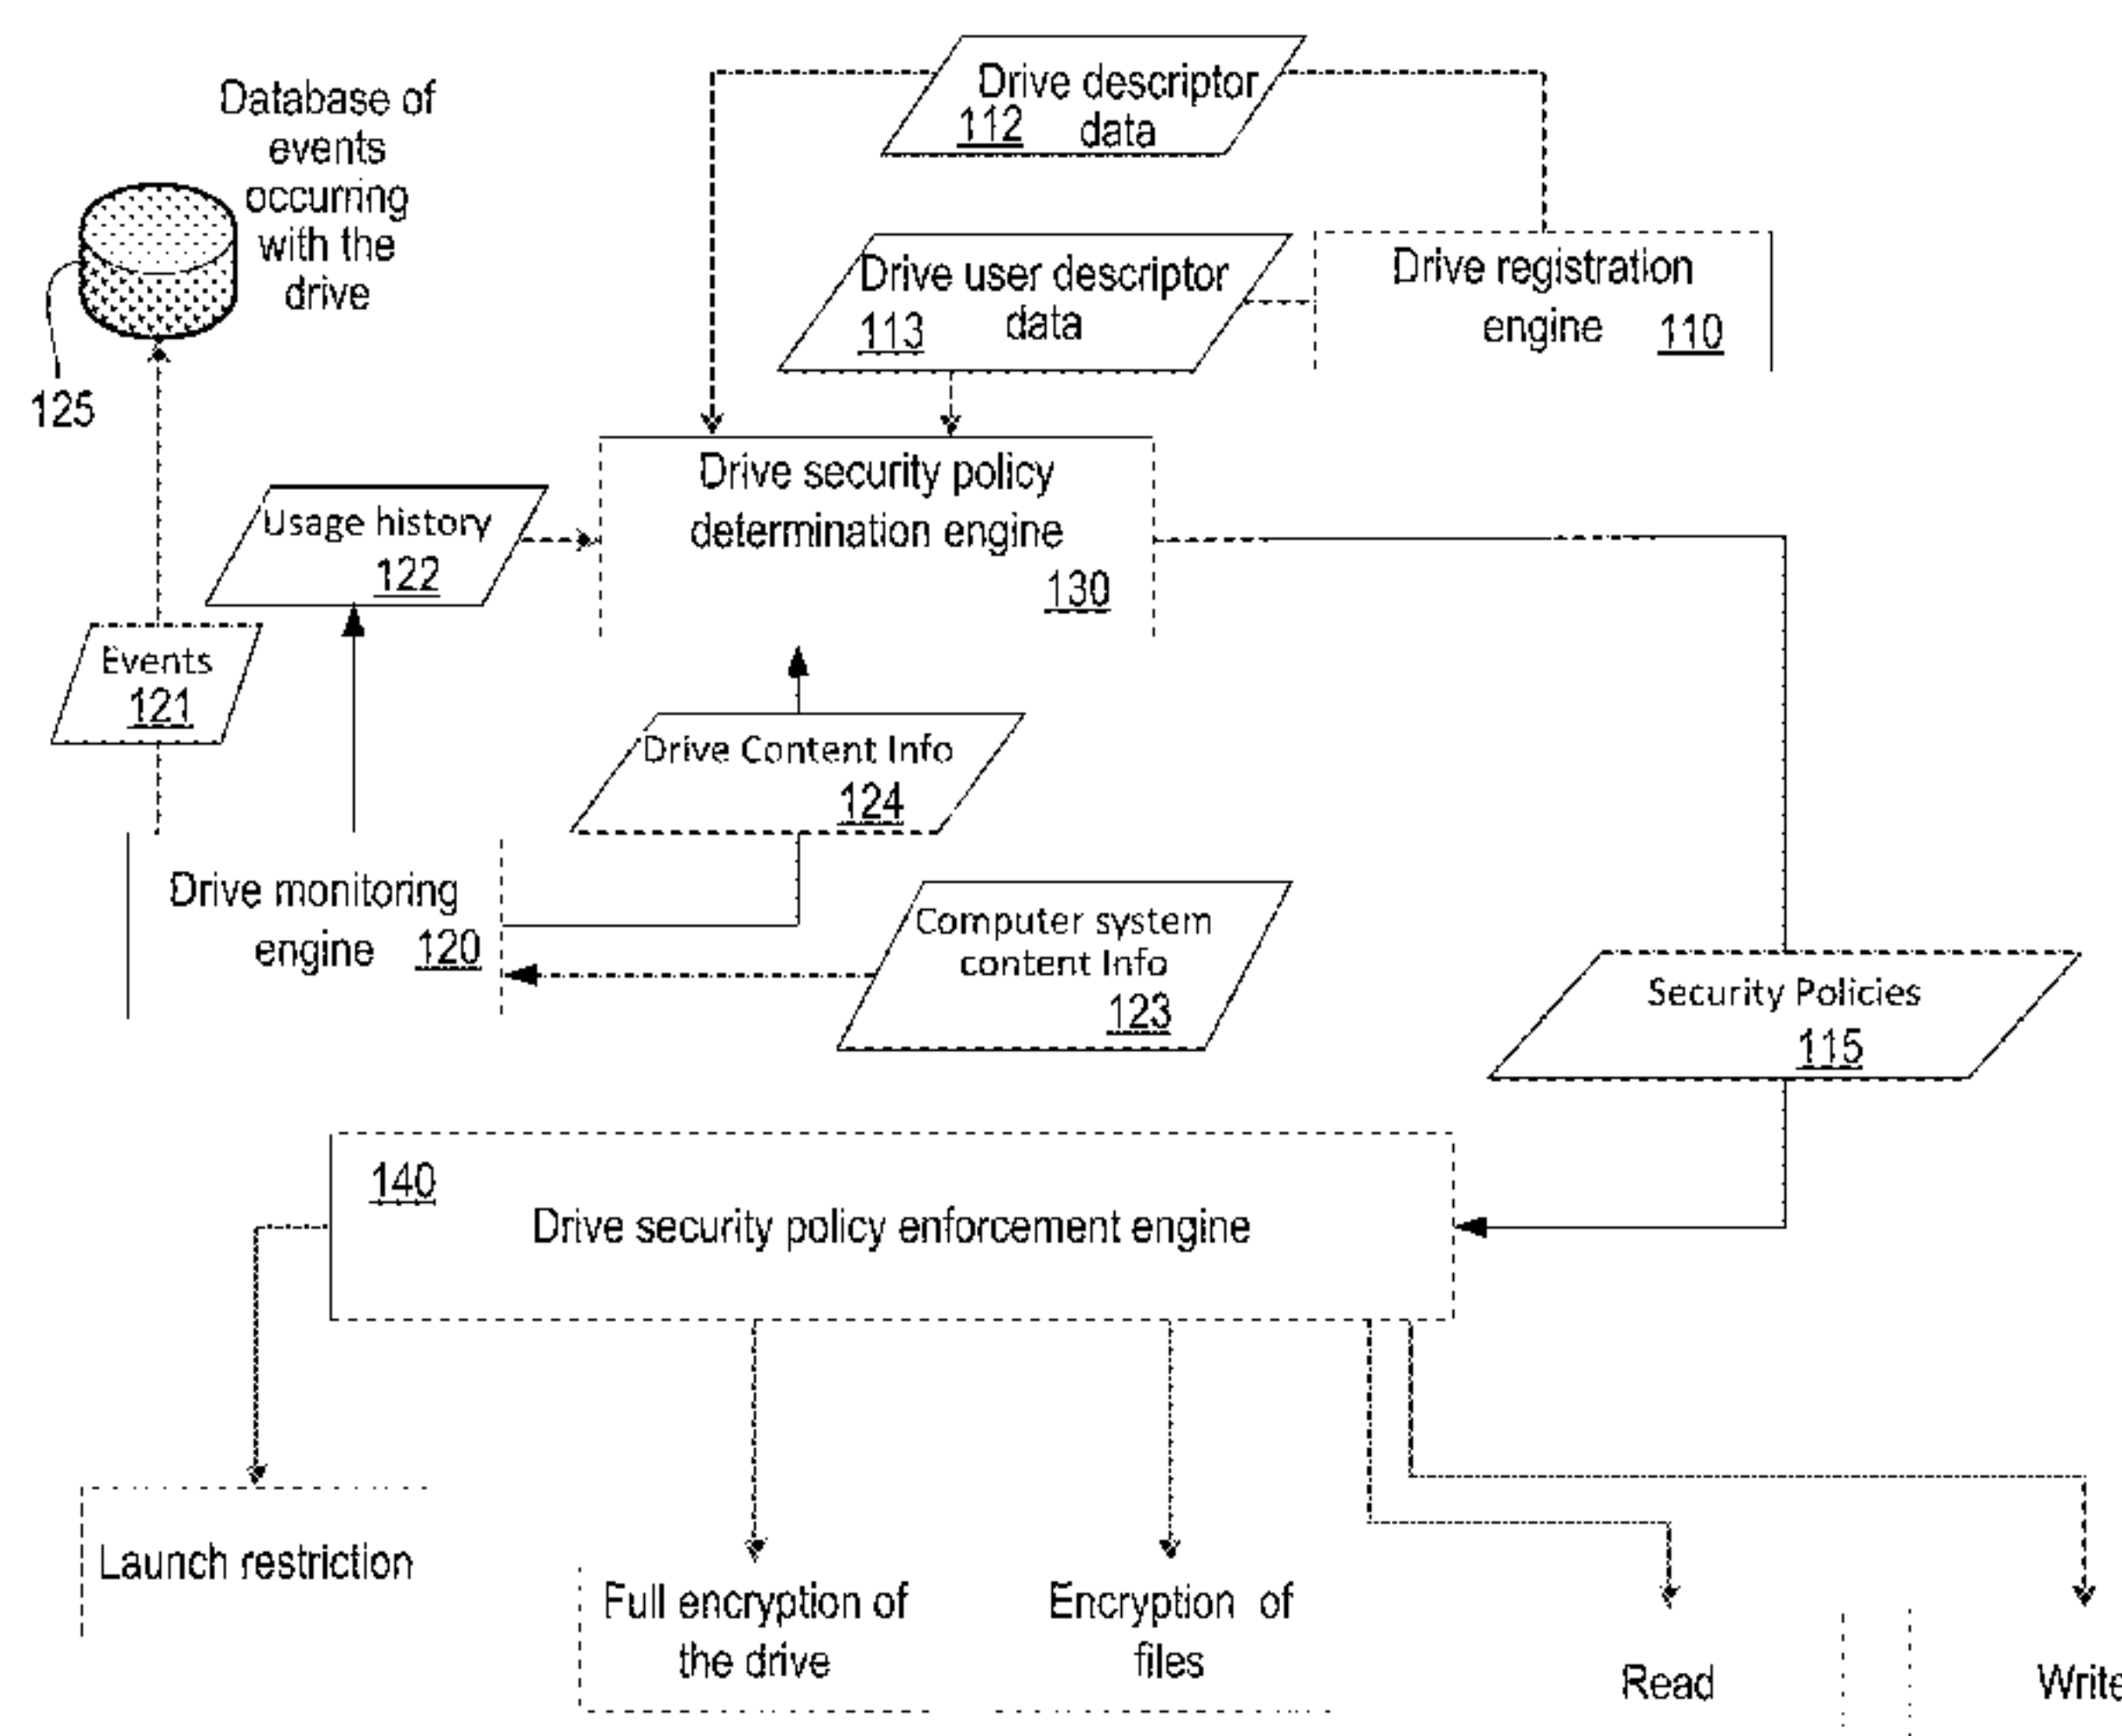 Drive descriptor
112 data
Database of
events
occurring
with the
drive
125
Drive user descriptor
113 data
Drive registration
engine 110
Drive security policy
determination engine
130
Usage history
122
Events
121
Drive Content Info
124
Drive monitoring
engine 120
Computer system
content Info
123
Security Policies
115
140
Drive security policy enforcement engine
Launch restriction
Full encryption of
the drive
Encryption of
files
Read
Write